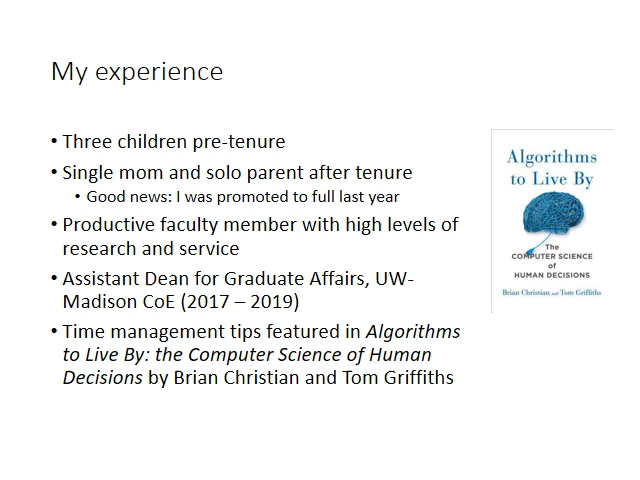 My experience
• Three children pre-tenure
• Single mom and solo parent after tenure
• Good news: I was promoted to full last year
• Productive faculty member with high levels of
research and service
• Assistant Dean for Graduate Affairs, UW-
Madison CoE (2017 – 2019)
• Time management tips featured in Algorithms
to Live By: the Computer Science of Human
Decisions by Brian Christian and Tom Griffiths
Algorithms
to Live By
The
COMPUTER SCIENCE
of
HUMAN DECISIONS
Brian Christian and Tom Griffiths